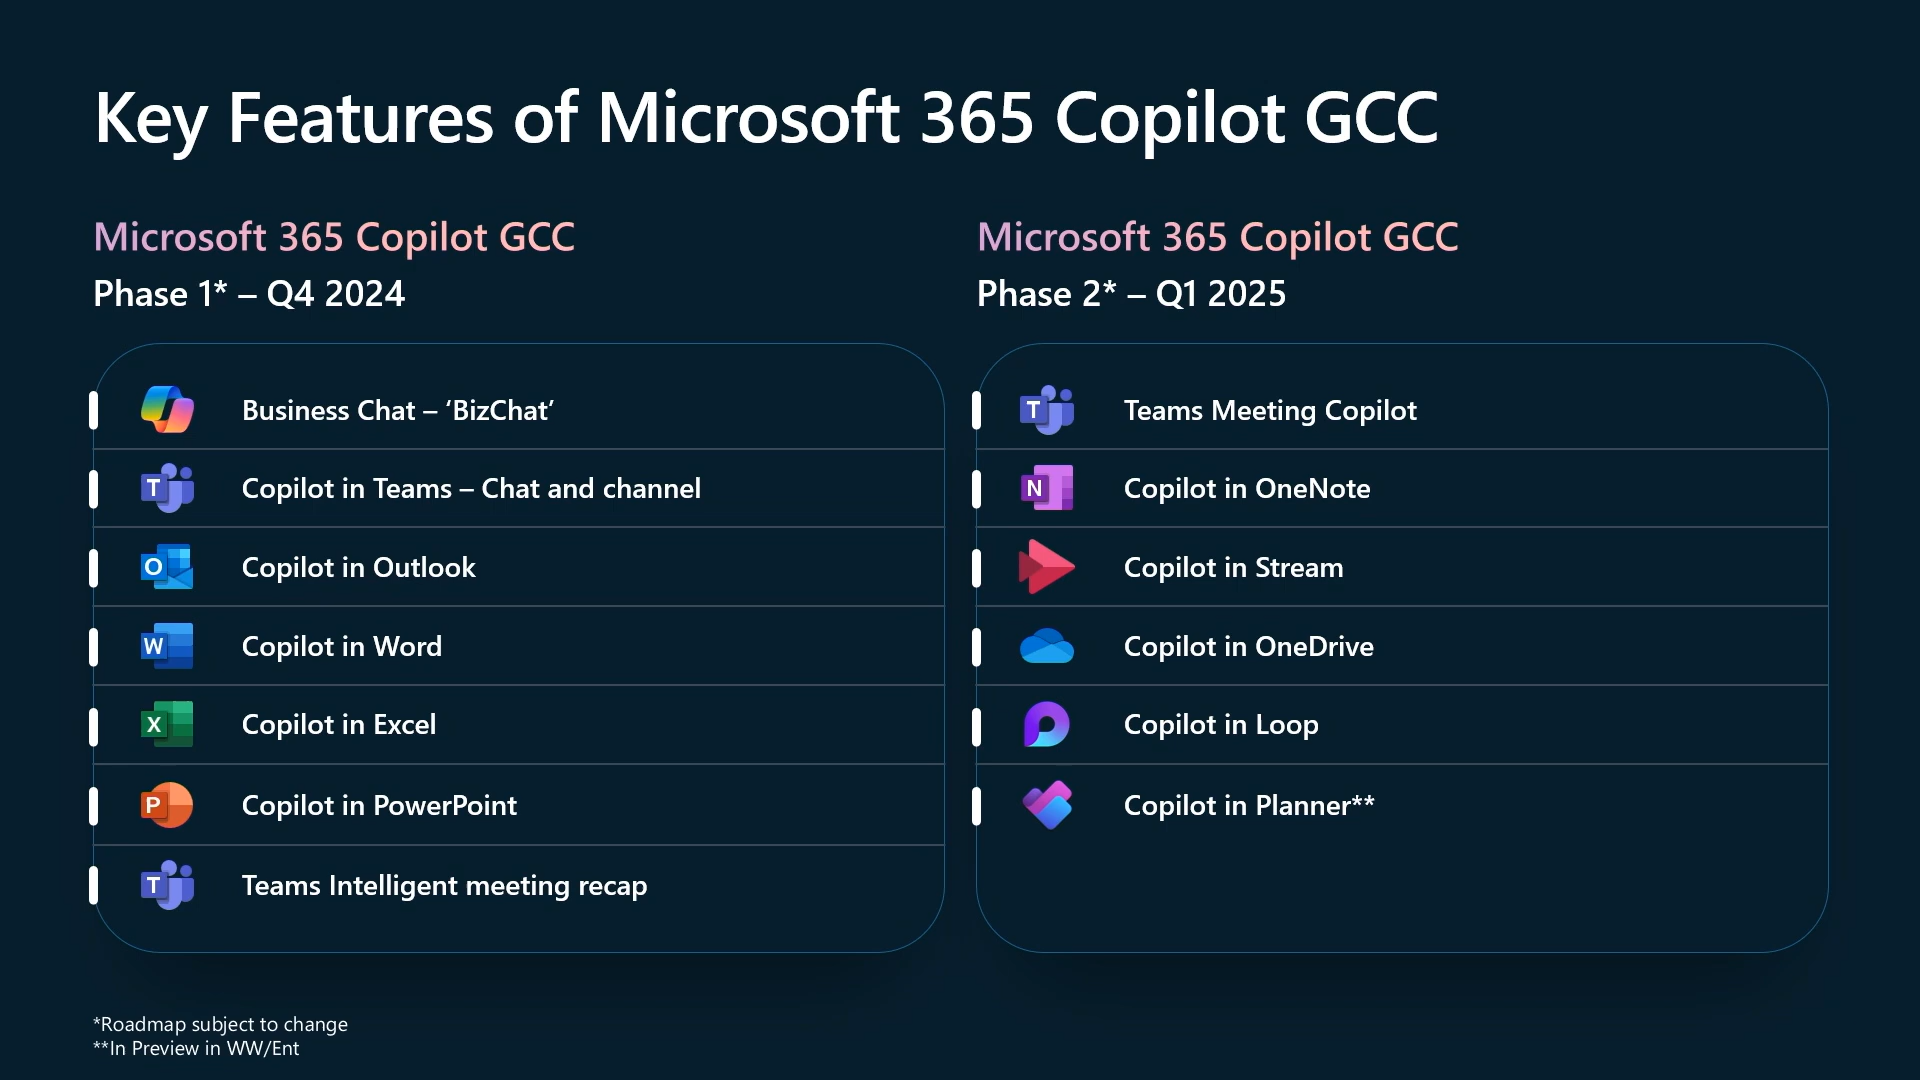 Key Features of Microsoft 365 Copilot GCC
Microsoft 365 Copilot GCC
Phase 1* – Q4 2024
Business Chat – ‘BizChat’
T
Copilot in Teams – Chat and channel
O
Copilot in Outlook
W
Copilot in Word
X
Copilot in Excel
P
Copilot in PowerPoint
T
Teams Intelligent meeting recap
Microsoft 365 Copilot GCC
Phase 2* – Q1 2025
T
Teams Meeting Copilot
N
Copilot in OneNote
Copilot in Stream
Copilot in OneDrive
Copilot in Loop
Copilot in Planner**
*Roadmap subject to change
**In Preview in WW/Ent